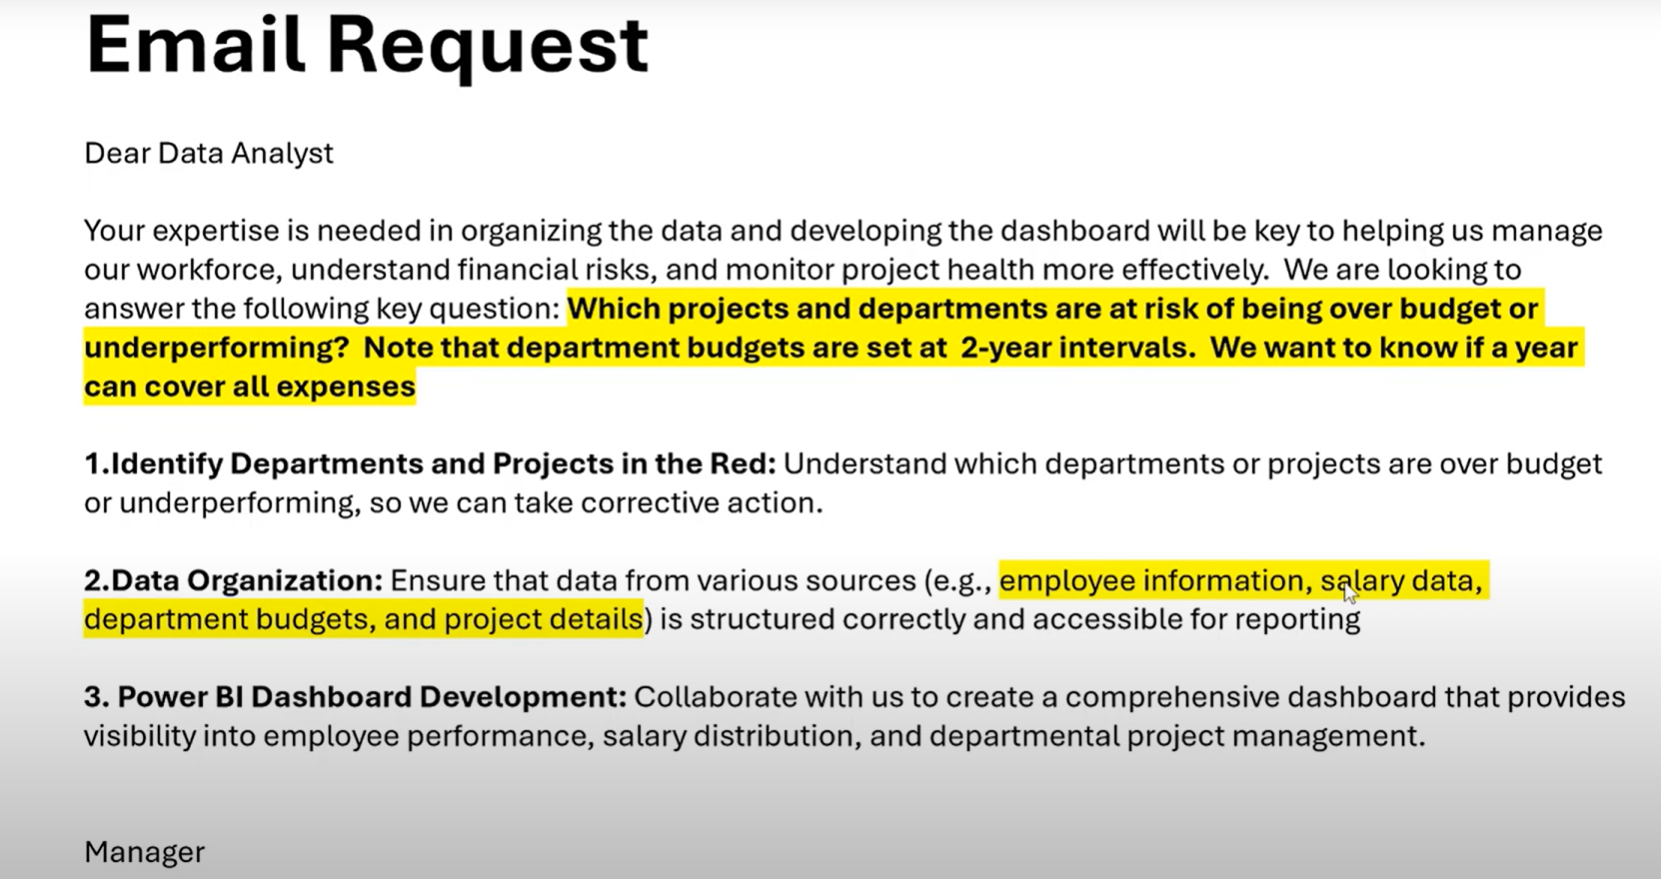 Email Request
Dear Data Analyst
Your expertise is needed in organizing the data and developing the dashboard will be key to helping us manage
our workforce, understand financial risks, and monitor project health more effectively.  We are looking to
answer the following key question: Which projects and departments are at risk of being over budget or
underperforming?  Note that department budgets are set at  2-year intervals.  We want to know if a year
can cover all expenses
1.Identify Departments and Projects in the Red: Understand which departments or projects are over budget
or underperforming, so we can take corrective action.
2.Data Organization: Ensure that data from various sources (e.g., employee information, salary data,
department budgets, and project details) is structured correctly and accessible for reporting
3. Power BI Dashboard Development: Collaborate with us to create a comprehensive dashboard that provides
visibility into employee performance, salary distribution, and departmental project management.
Manager